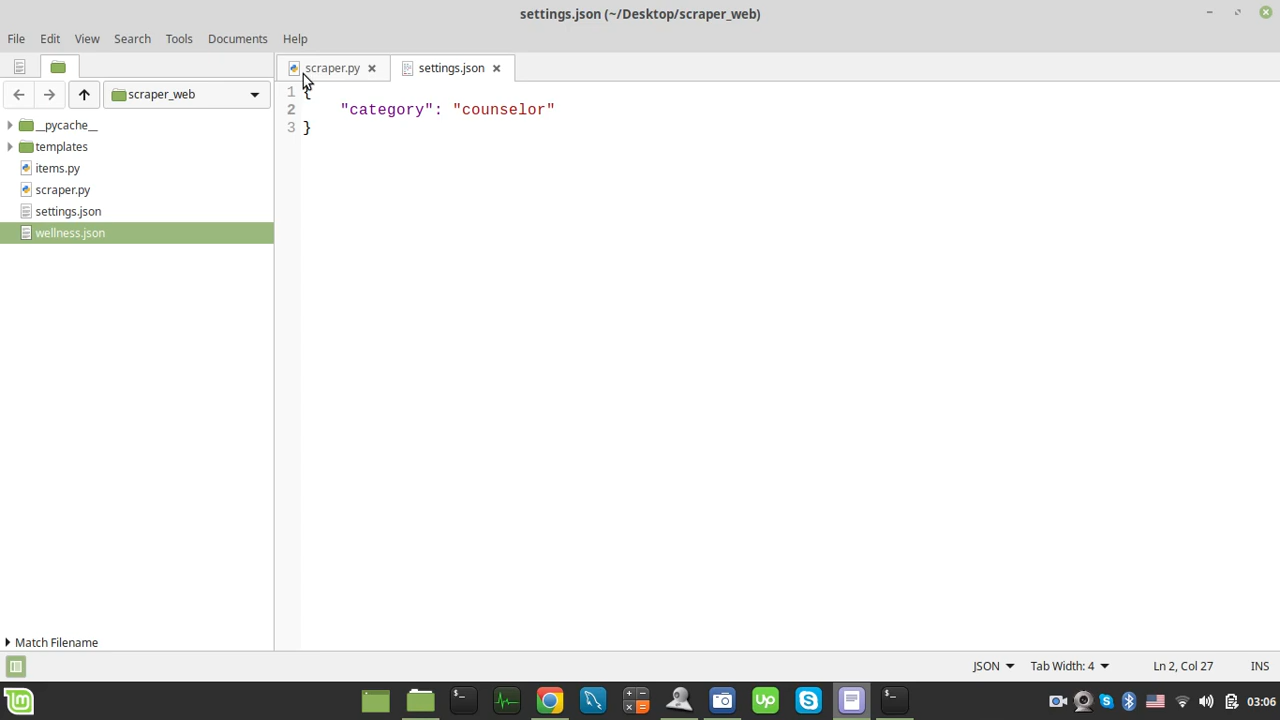 settings.json (~/Desktop/scraper_web)
File Edit View Search Tools Documents Help
scraper.py settings.json
scraper_web
__pycache__
templates
items.py
scraper.py
settings.json
wellness.json
1 {
2 "category": "counselor"
3 }
Match Filename
JSON Tab Width: 4 Ln 2, Col 27 INS
Up 03:06